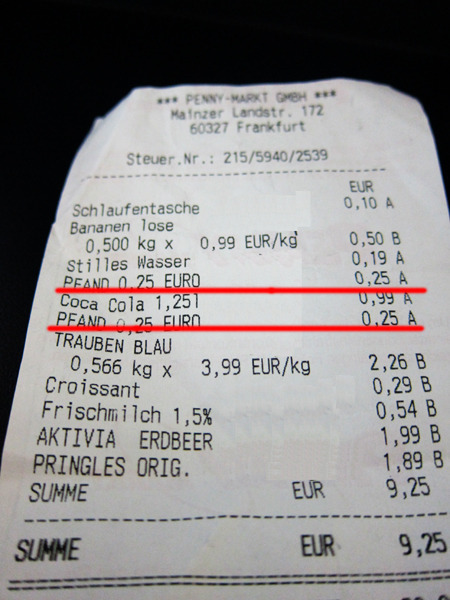 *** PENNY-MARKT GMBH ***
Mainzer Landstr. 172
60327 Frankfurt
Steuer.Nr.: 215/5940/2539
EUR
Schlaufentasche 0,10 A
Bananen lose
0,500 kg x 0,99 EUR/kg 0,50 B
Stilles Wasser 0,19 A
PFAND 0,25 EURO 0,25 A
Coca Cola 1,25l 0,99 A
PFAND 0,25 EURO 0,25 A
TRAUBEN BLAU
0,566 kg x 3,99 EUR/kg 2,26 B
Croissant 0,29 B
Frischmilch 1,5% 0,54 B
AKTIVIA ERDBEER 1,99 B
PRINGLES ORIG. 1,89 B
SUMME EUR 9,25
SUMME EUR 9,25